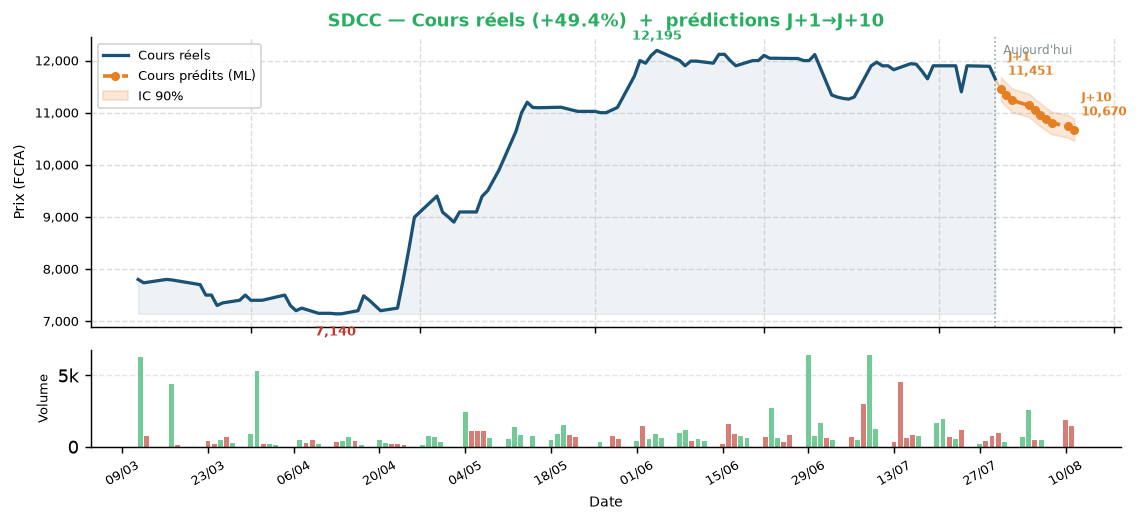 SDCC — Cours réels (+49.4%) + prédictions J+1→J+10
12,195
Cours réels
Cours prédits (ML)
IC 90%
Aujourd'hui
J+1
11,451
J+10
10,670
7,140
Prix (FCFA)
12,000
11,000
10,000
9,000
8,000
7,000
Volume
5k
0
09/03 23/03 06/04 20/04 04/05 18/05 01/06 15/06 29/06 13/07 27/07 10/08
Date